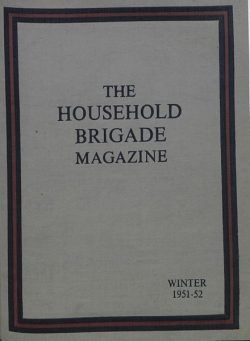 THE
HOUSEHOLD
BRIGADE
MAGAZINE
WINTER
1951-52